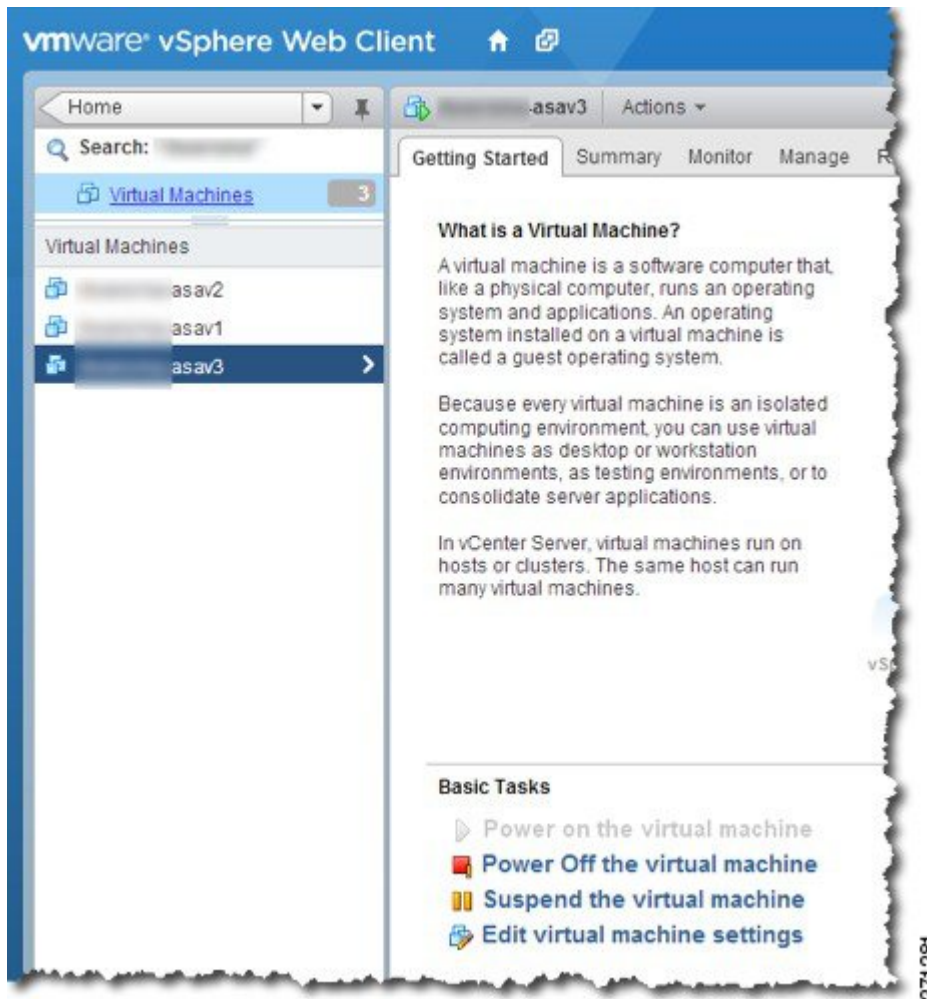 vmware® vSphere Web Client
Home
Search:
Virtual Machines 3
Virtual Machines
asav2
asav1
asav3
asav3 Actions
Getting Started Summary Monitor Manage
What is a Virtual Machine?
A virtual machine is a software computer that,
like a physical computer, runs an operating
system and applications. An operating
system installed on a virtual machine is
called a guest operating system.
Because every virtual machine is an isolated
computing environment, you can use virtual
machines as desktop or workstation
environments, as testing environments, or to
consolidate server applications.
In vCenter Server, virtual machines run on
hosts or clusters. The same host can run
many virtual machines.
Basic Tasks
Power on the virtual machine
Power Off the virtual machine
Suspend the virtual machine
Edit virtual machine settings